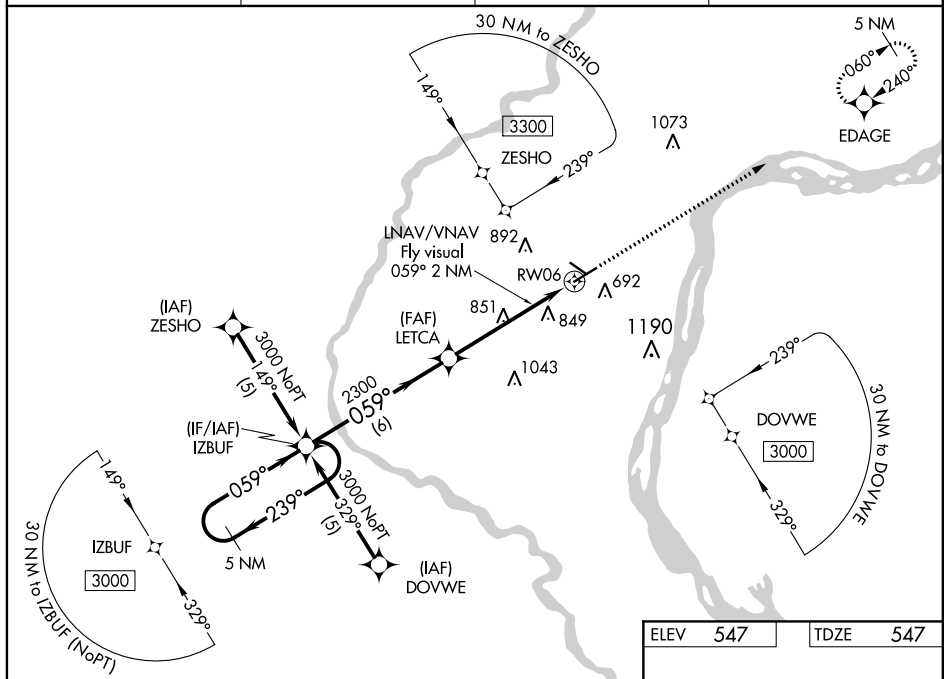 30 NM to ZESHO
149°
3300
ZESHO
239°
5 NM
060°
240°
EDAGE
1073
LNAV/VNAV
Fly visual
059° 2 NM
892
RW06
692
851
849
1190
1043
(FAF)
LETCA
(IAF)
ZESHO
3000 NoPT
149°
(5)
2300
059°
(6)
(IF/IAF)
IZBUF
059°
239°
5 NM
3000 NoPT
329°
(5)
(IAF)
DOVWE
149°
IZBUF
3000
329°
30 NM to IZBUF (NoPT)
239°
DOVWE
3000
329°
30 NM to DOVWE
ELEV 547
TDZE 547